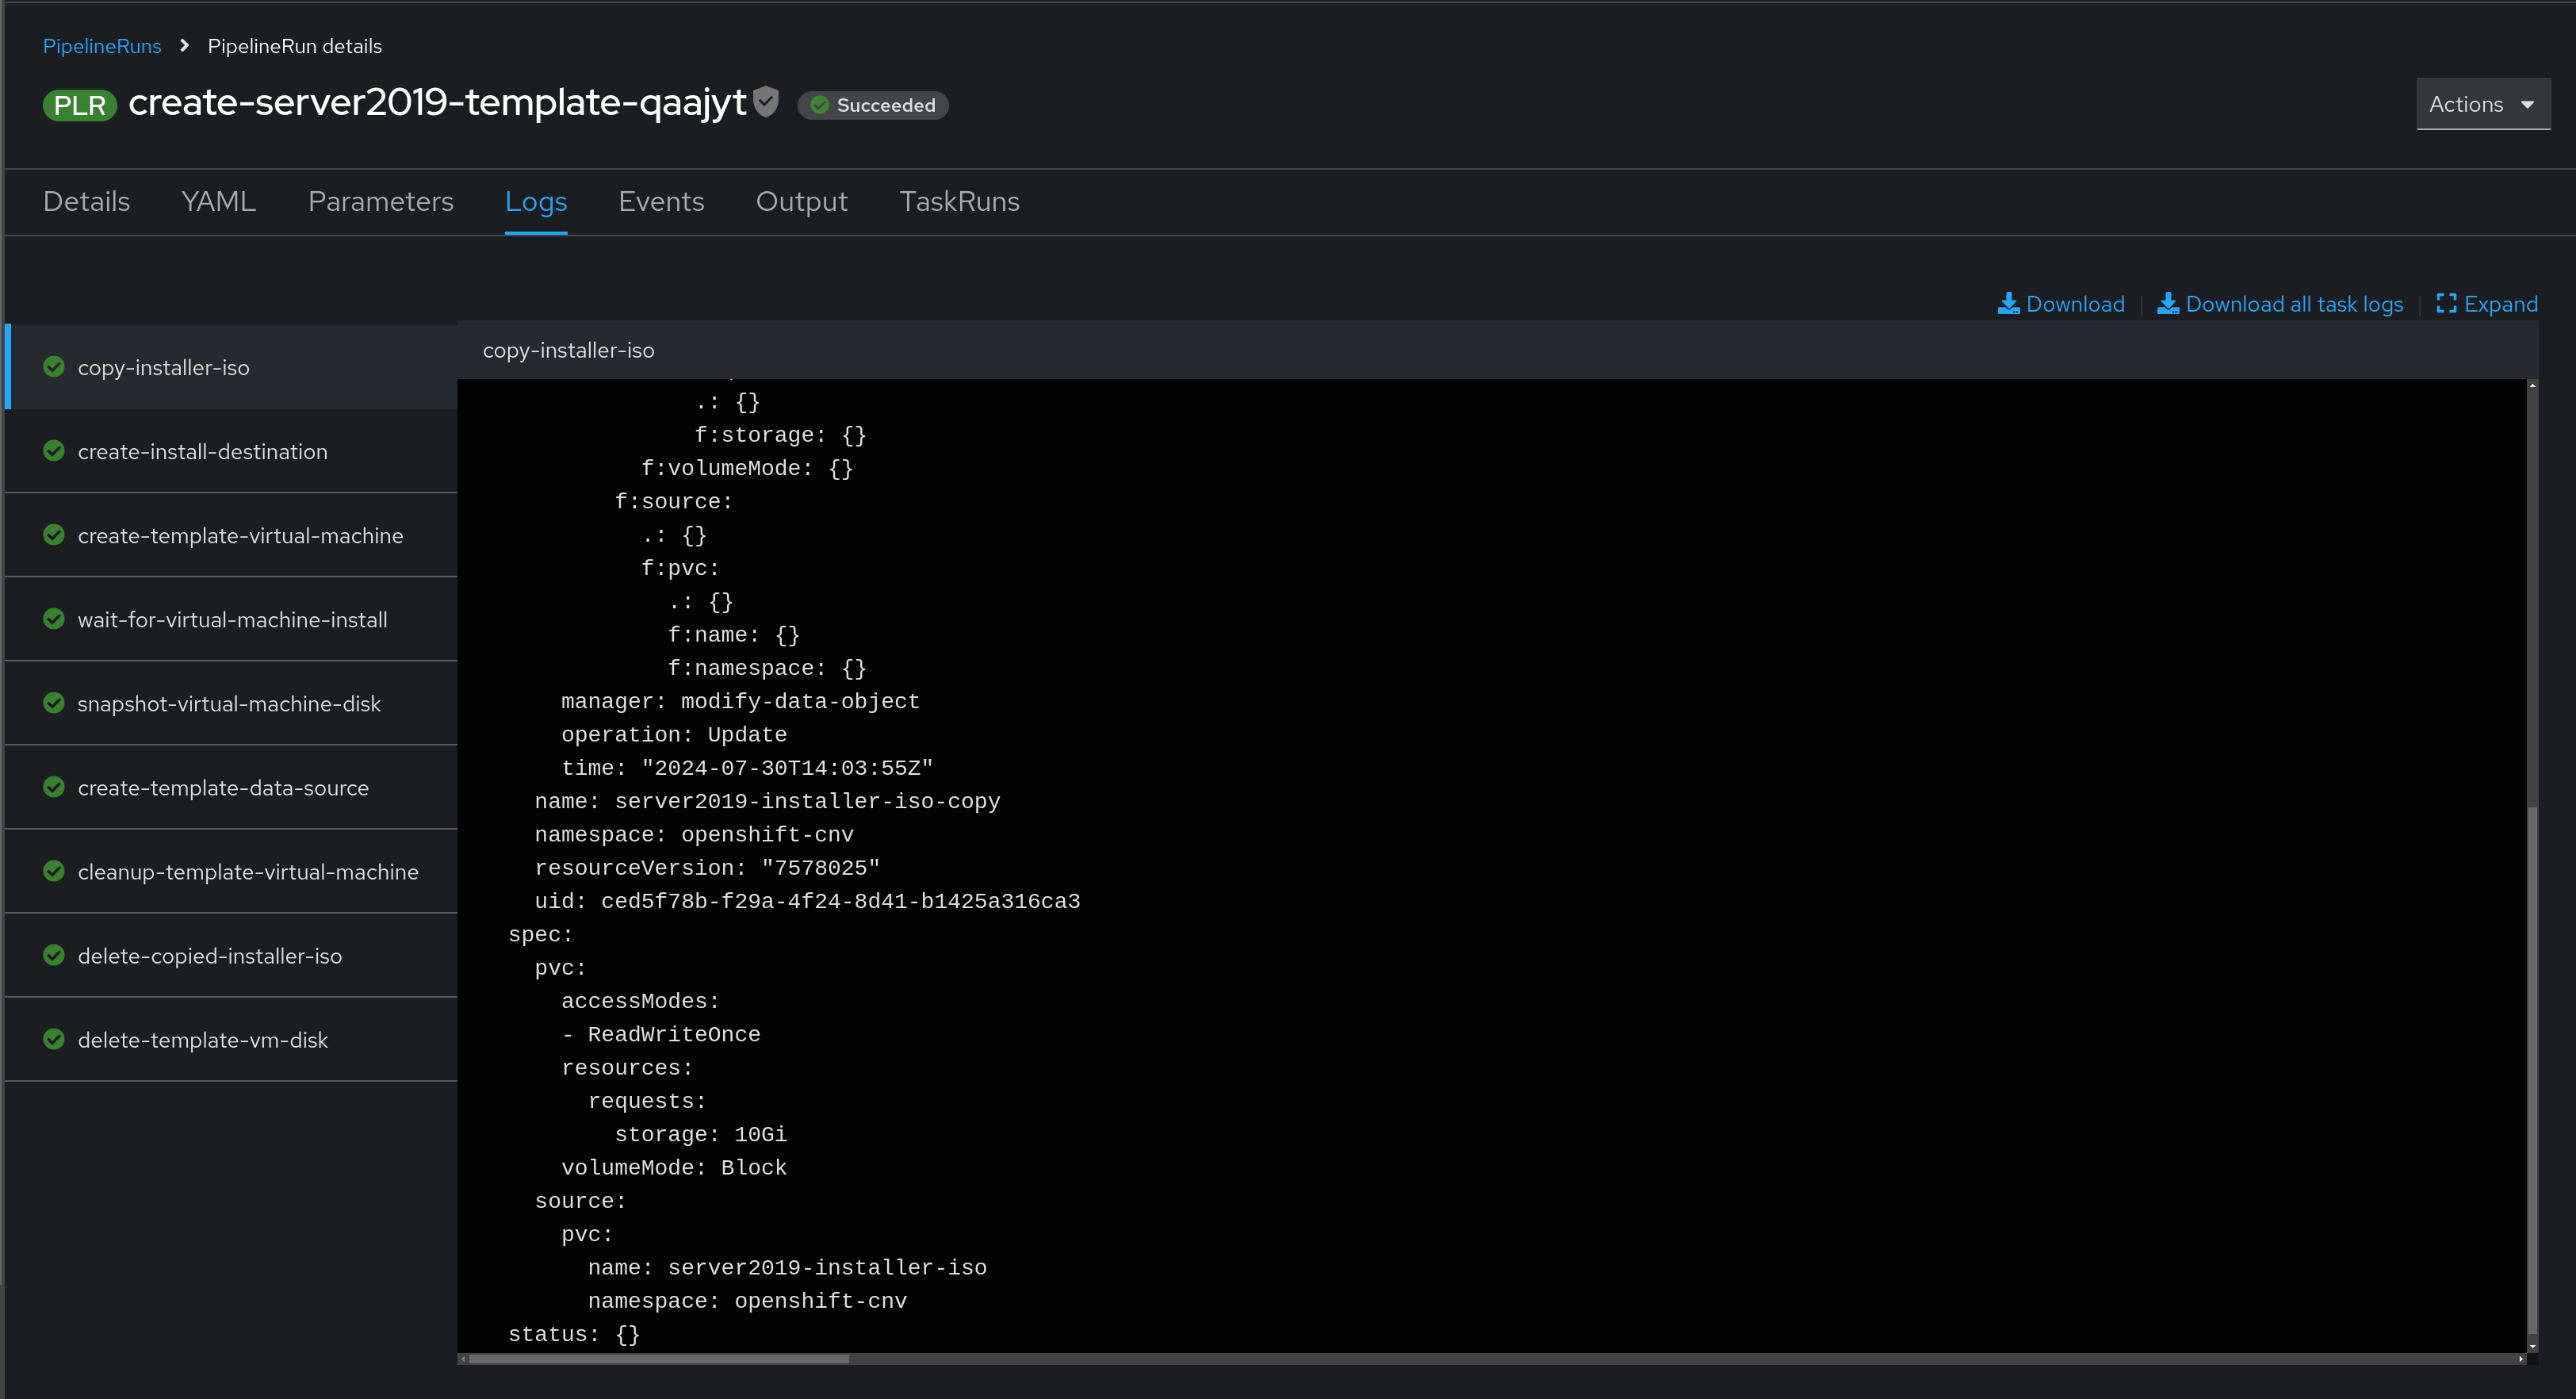 PipelineRuns > PipelineRun details
PLR create-server2019-template-qaajyt Succeeded
Actions
Details YAML Parameters Logs Events Output TaskRuns
Download | Download all task logs | Expand
copy-installer-iso
create-install-destination
create-template-virtual-machine
wait-for-virtual-machine-install
snapshot-virtual-machine-disk
create-template-data-source
cleanup-template-virtual-machine
delete-copied-installer-iso
delete-template-vm-disk
copy-installer-iso
.: {}
f:storage: {}
f:volumeMode: {}
f:source:
.: {}
f:pvc:
.: {}
f:name: {}
f:namespace: {}
manager: modify-data-object
operation: Update
time: "2024-07-30T14:03:55Z"
name: server2019-installer-iso-copy
namespace: openshift-cnv
resourceVersion: "7578025"
uid: ced5f78b-f29a-4f24-8d41-b1425a316ca3
spec:
pvc:
accessModes:
- ReadWriteOnce
resources:
requests:
storage: 10Gi
volumeMode: Block
source:
pvc:
name: server2019-installer-iso
namespace: openshift-cnv
status: {}